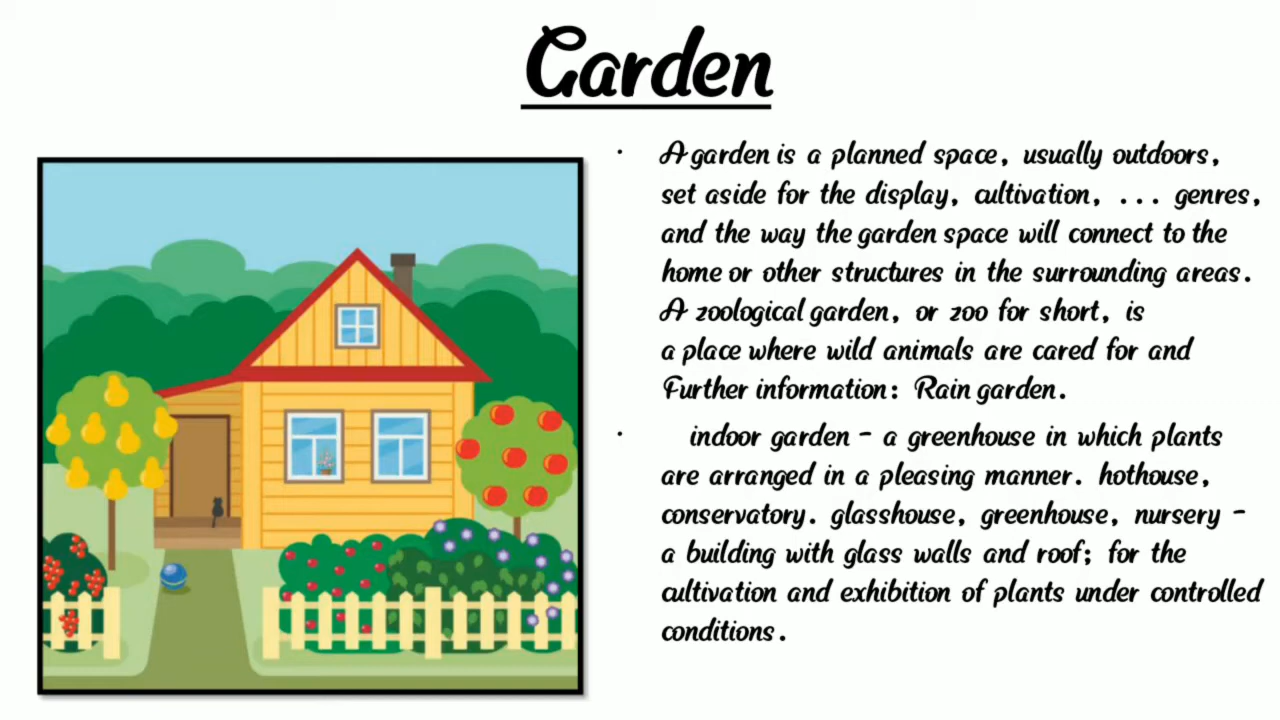 Garden
· A garden is a planned space, usually outdoors,
set aside for the display, cultivation, ... genres,
and the way the garden space will connect to the
home or other structures in the surrounding areas.
A zoological garden, or zoo for short, is
a place where wild animals are cared for and
Further information: Rain garden.
· indoor garden - a greenhouse in which plants
are arranged in a pleasing manner. hothouse,
conservatory. glasshouse, greenhouse, nursery -
a building with glass walls and roof; for the
cultivation and exhibition of plants under controlled
conditions.